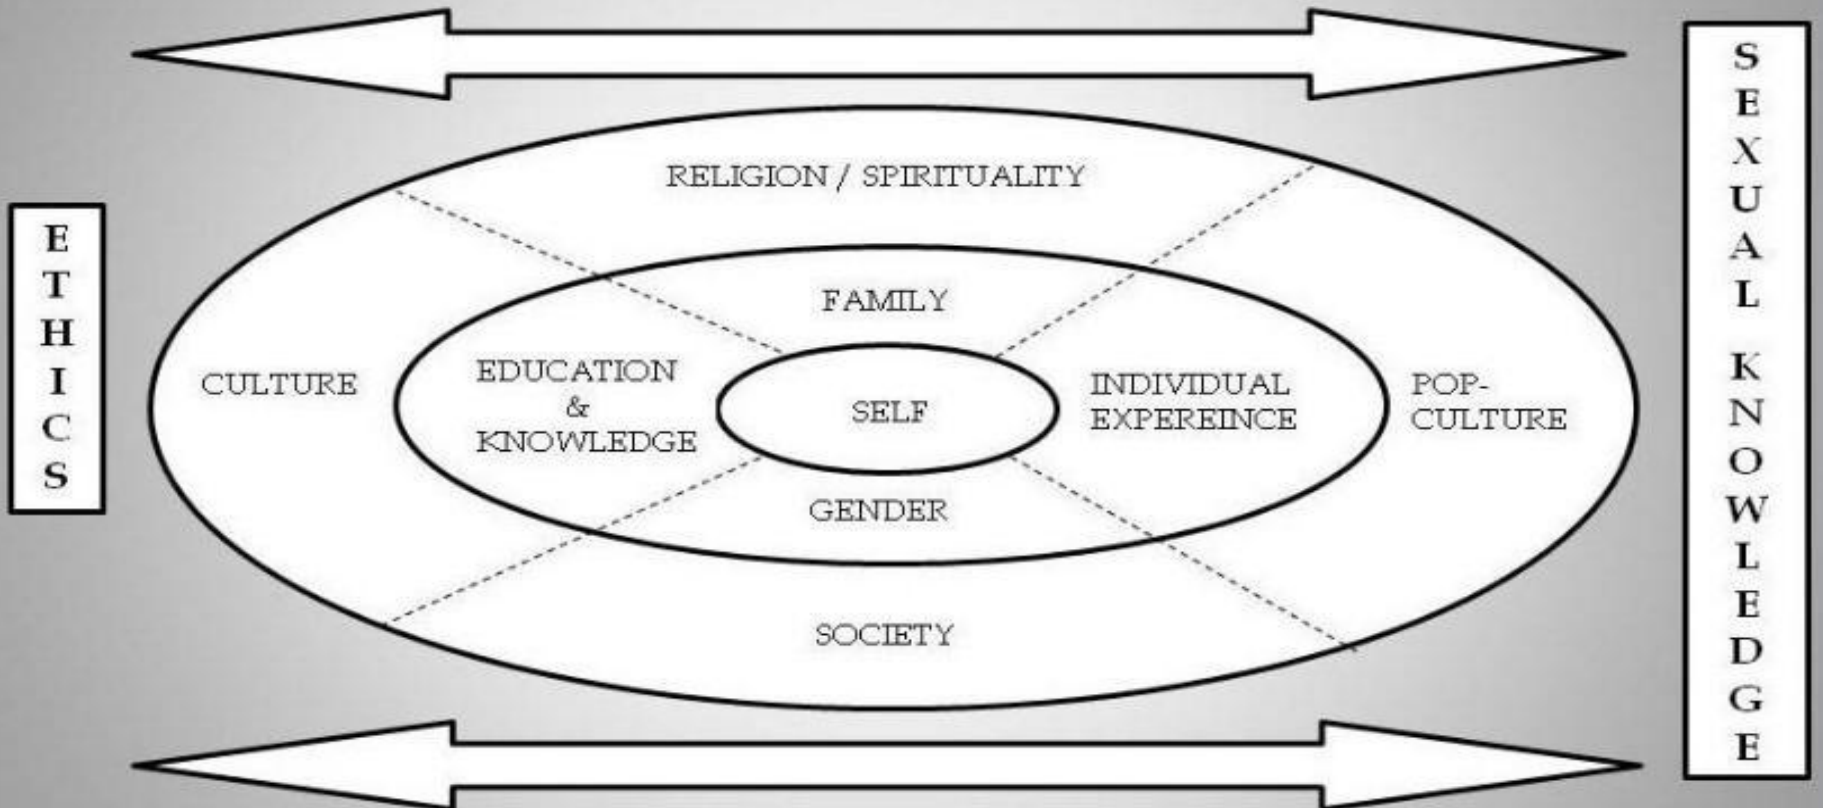 RELIGION / SPIRITUALITY
ETHICS
FAMILY
CULTURE
EDUCATION
&
KNOWLEDGE
SELF
INDIVIDUAL
EXPEREINCE
POP-
CULTURE
GENDER
SOCIETY
SEXUAL KNOWLEDGE